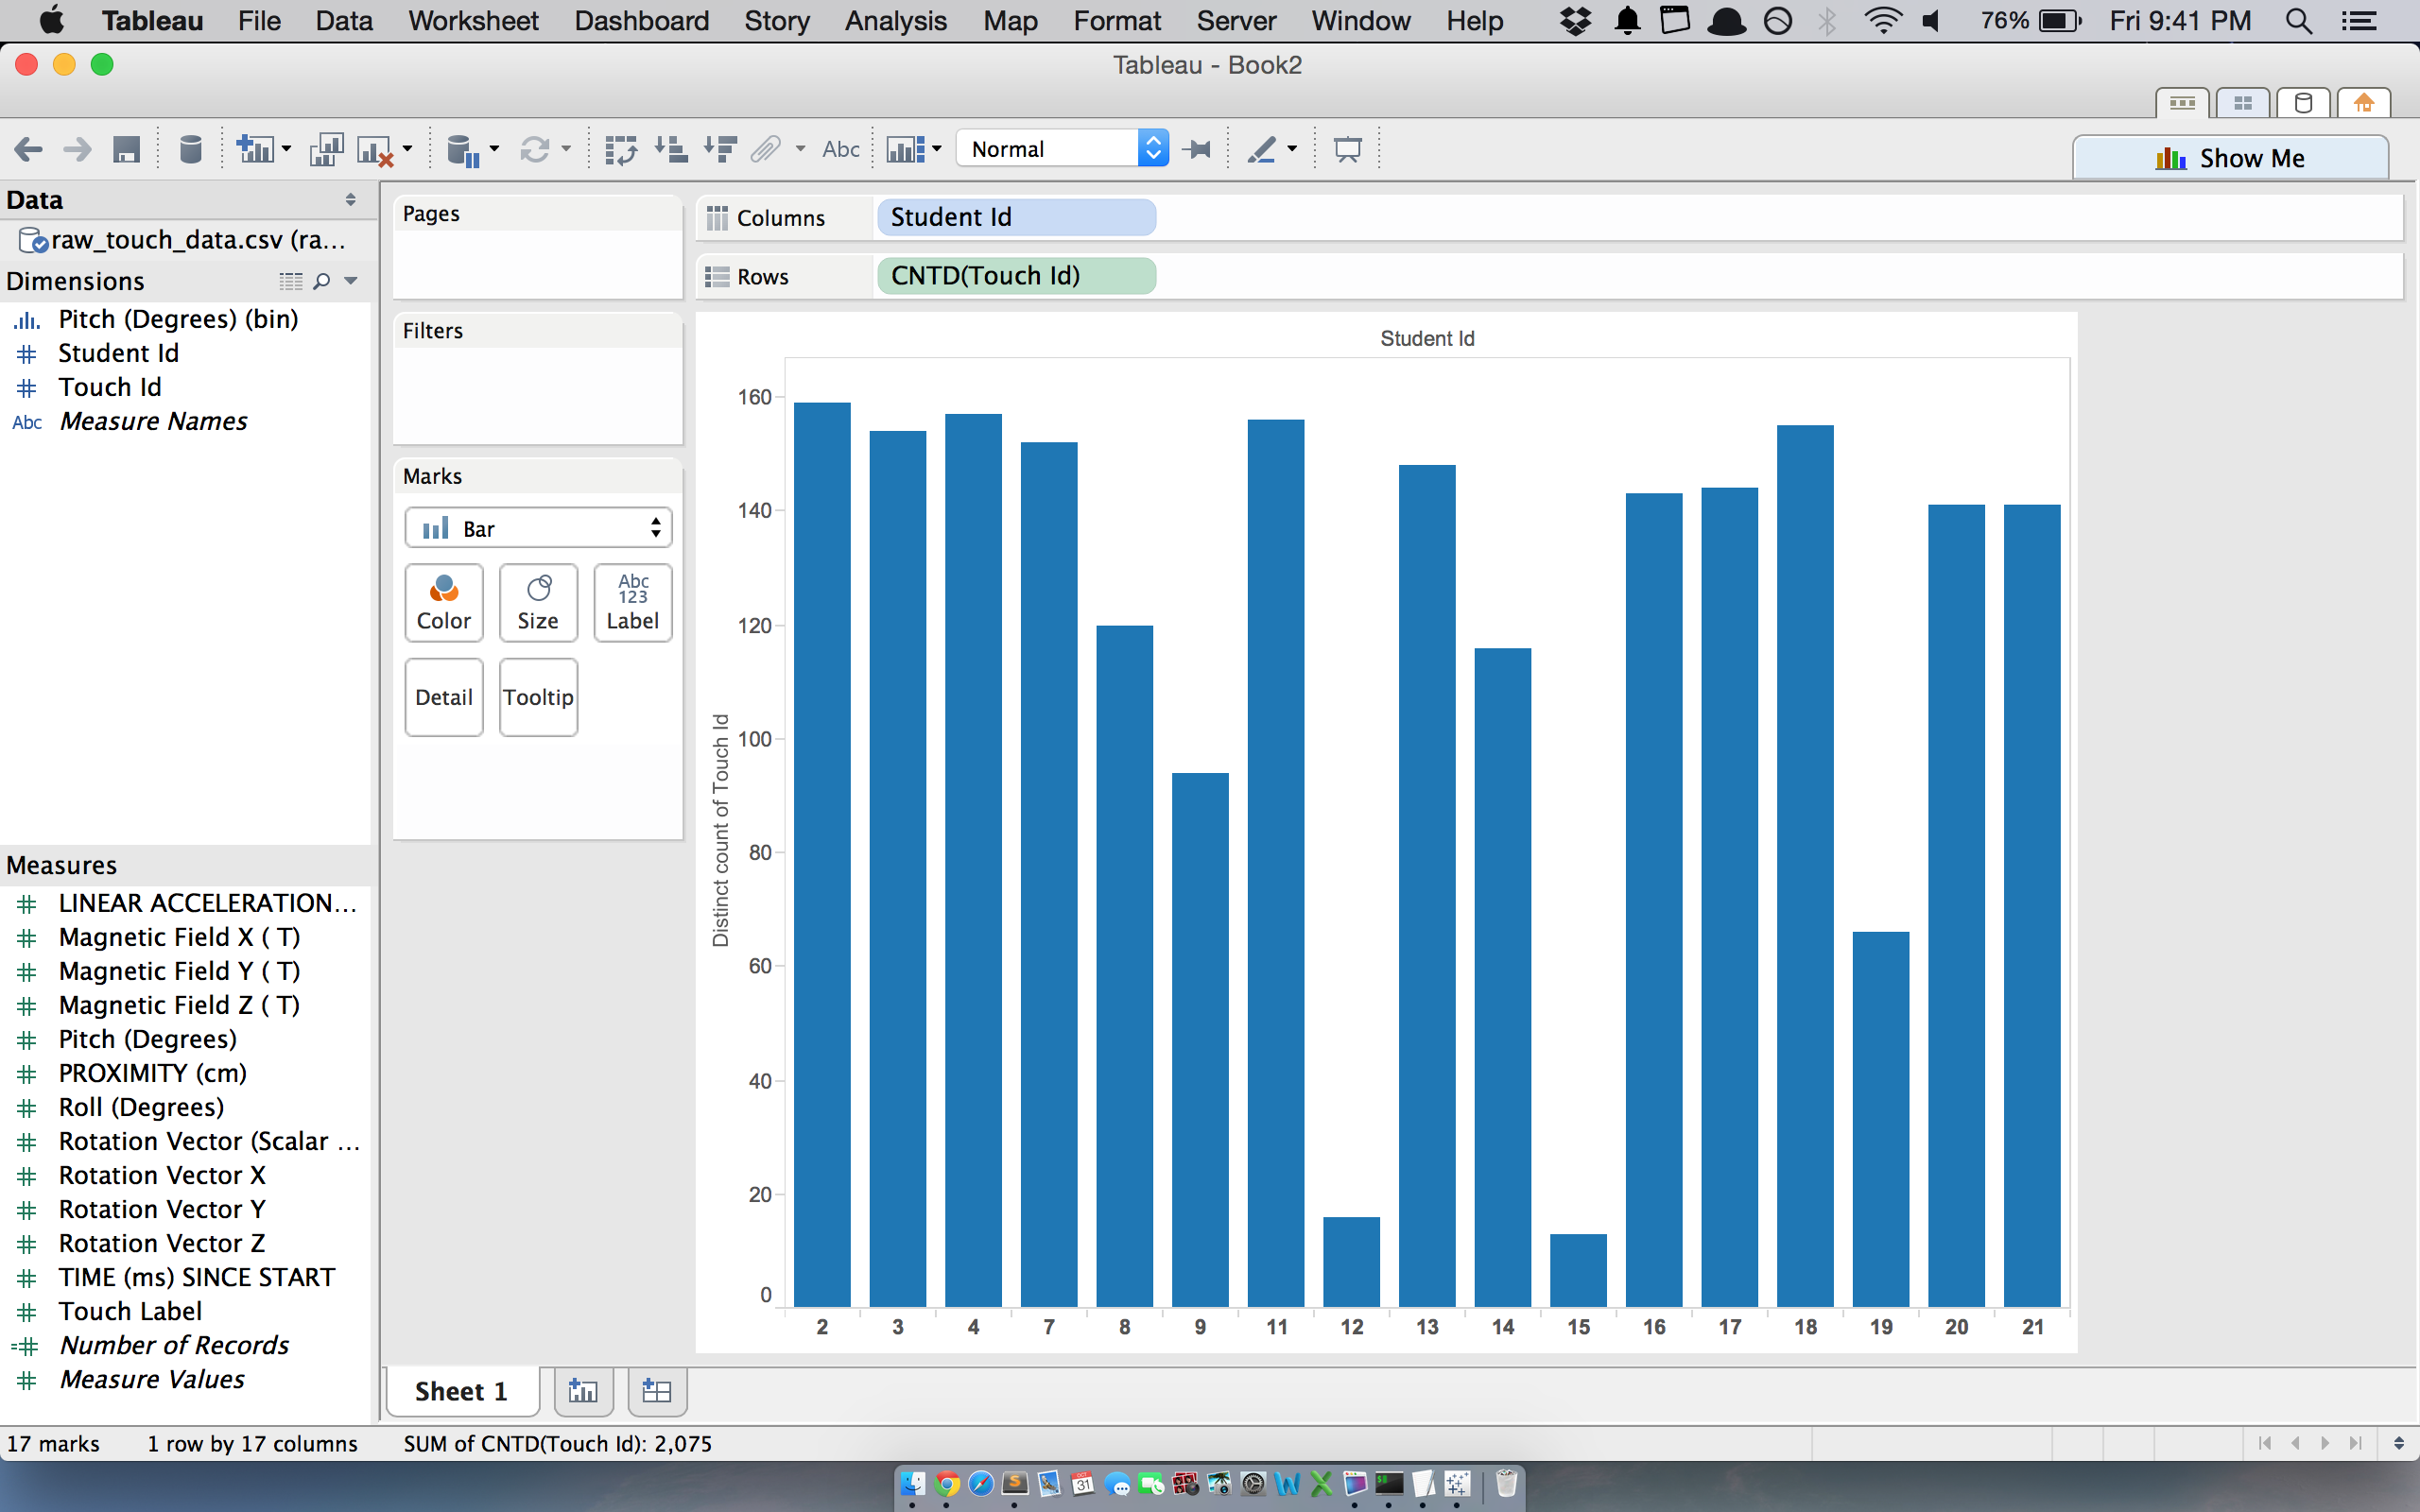 Tableau File Data Worksheet Dashboard Story Analysis Map Format Server Window Help 76% Fri 9:41 PM
Tableau - Book2
Abc Normal Show Me
Data
raw_touch_data.csv (ra...
Dimensions
Pitch (Degrees) (bin)
# Student Id
# Touch Id
Abc Measure Names
Measures
# LINEAR ACCELERATION...
# Magnetic Field X ( T)
# Magnetic Field Y ( T)
# Magnetic Field Z ( T)
# Pitch (Degrees)
# PROXIMITY (cm)
# Roll (Degrees)
# Rotation Vector (Scalar ...
# Rotation Vector X
# Rotation Vector Y
# Rotation Vector Z
# TIME (ms) SINCE START
# Touch Label
=# Number of Records
# Measure Values
Pages
Filters
Marks
Bar
Color Size Abc 123 Label
Detail Tooltip
Columns Student Id
Rows CNTD(Touch Id)
Student Id
Distinct count of Touch Id
160
140
120
100
80
60
40
20
0
2 3 4 7 8 9 11 12 13 14 15 16 17 18 19 20 21
Sheet 1
17 marks 1 row by 17 columns SUM of CNTD(Touch Id): 2,075
S OCT 31 W X